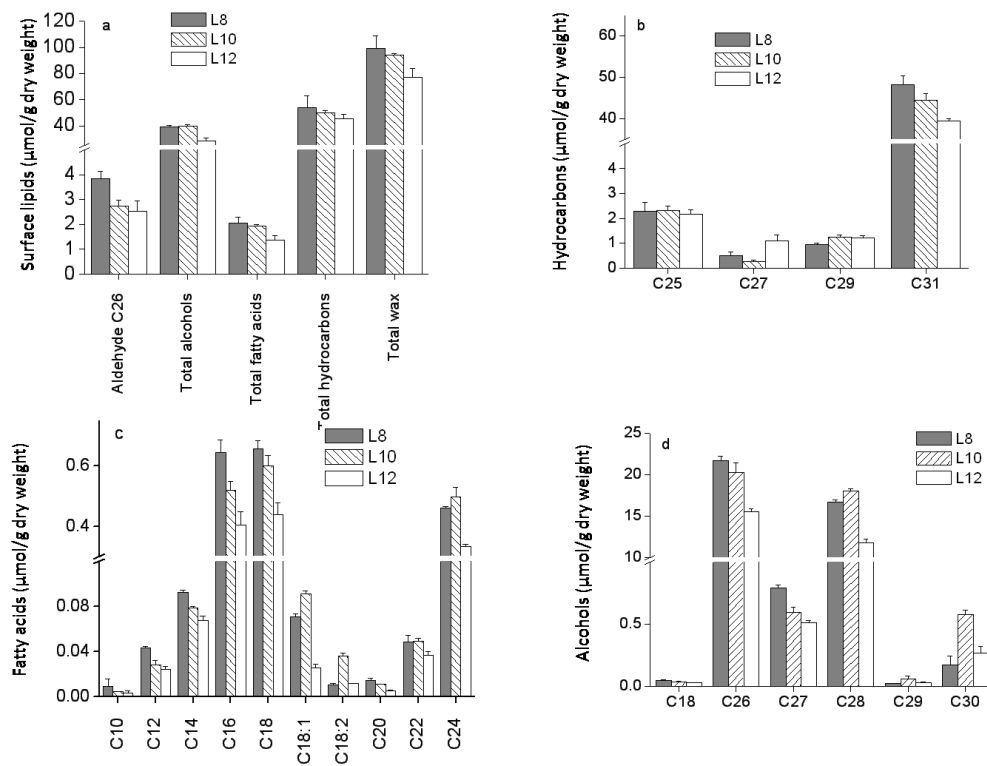 a
L8
L10
L12
Surface lipids (μmol/g dry weight)
120
100
80
60
40
4
3
2
1
0
Aldehyde C26
Total alcohols
Total fatty acids
Total hydrocarbons
Total wax
b
L8
L10
L12
Hydrocarbons (μmol/g dry weight)
60
50
40
4
3
2
1
0
C25
C27
C29
C31
c
L8
L10
L12
Fatty acids (μmol/g dry weight)
0.6
0.4
0.08
0.04
0.00
C10
C12
C14
C16
C18
C18:1
C18:2
C20
C22
C24
d
L8
L10
L12
Alcohols (μmol/g dry weight)
25
20
15
10
0.5
0.0
C18
C26
C27
C28
C29
C30